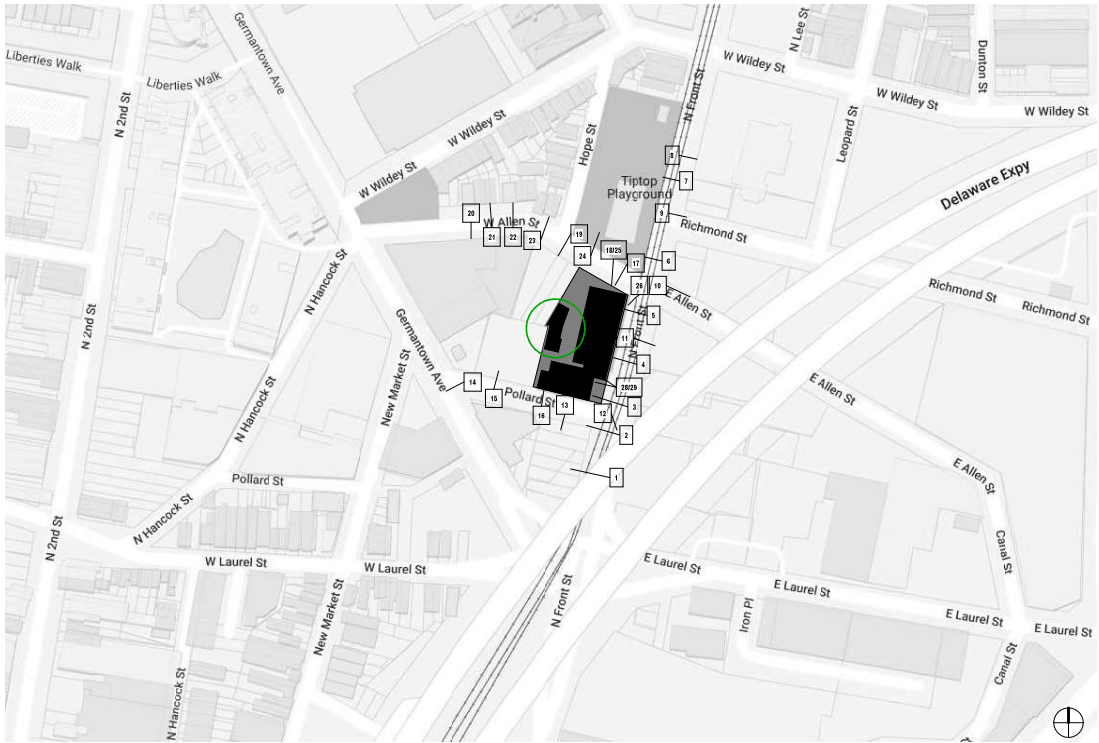 Liberties Walk
Liberties Walk
Germantown Ave
N 2nd St
W Wildey St
W Wildey St
Hope St
N Front St
W Wildey St
N Lee St
Dunton St
W Wildey St
W Wildey St
Leopard St
Delaware Expy
Tiptop
Playground
8
7
9
Richmond St
Richmond St
Richmond St
20
W Allen St
21
22
23
19
24
18/25
17
6
26
10
E Allen St
5
N Front St
11
4
28/29
3
12
2
1
13
16
Pollard St
15
14
N Hancock St
N 2nd St
Germantown Ave
New Market St
N Hancock St
Pollard St
N Hancock St
N 2nd St
W Laurel St
W Laurel St
New Market St
N Hancock St
N Front St
E Allen St
E Allen St
Canal St
E Laurel St
E Laurel St
E Laurel St
E Laurel St
Iron Pl
Canal St